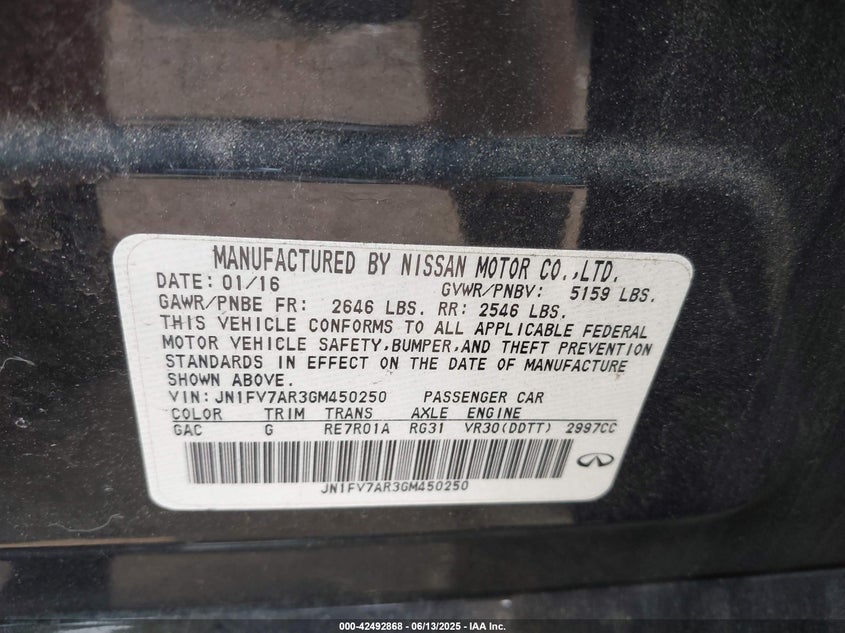 MANUFACTURED BY NISSAN MOTOR CO.,LTD.
DATE: 01/16 GVWR/PNBV: 5159 LBS.
GAWR/PNBE FR: 2646 LBS. RR: 2546 LBS.
THIS VEHICLE CONFORMS TO ALL APPLICABLE FEDERAL
MOTOR VEHICLE SAFETY,BUMPER,AND THEFT PREVENTION
STANDARDS IN EFFECT ON THE DATE OF MANUFACTURE
SHOWN ABOVE.
VIN: JN1FV7AR3GM450250 PASSENGER CAR
COLOR TRIM TRANS AXLE ENGINE
GAC G RE7R01A RG31 VR30(DDTT) 2997CC
JN1FV7AR3GM450250
000-42492868 - 06/13/2025 - IAA Inc.